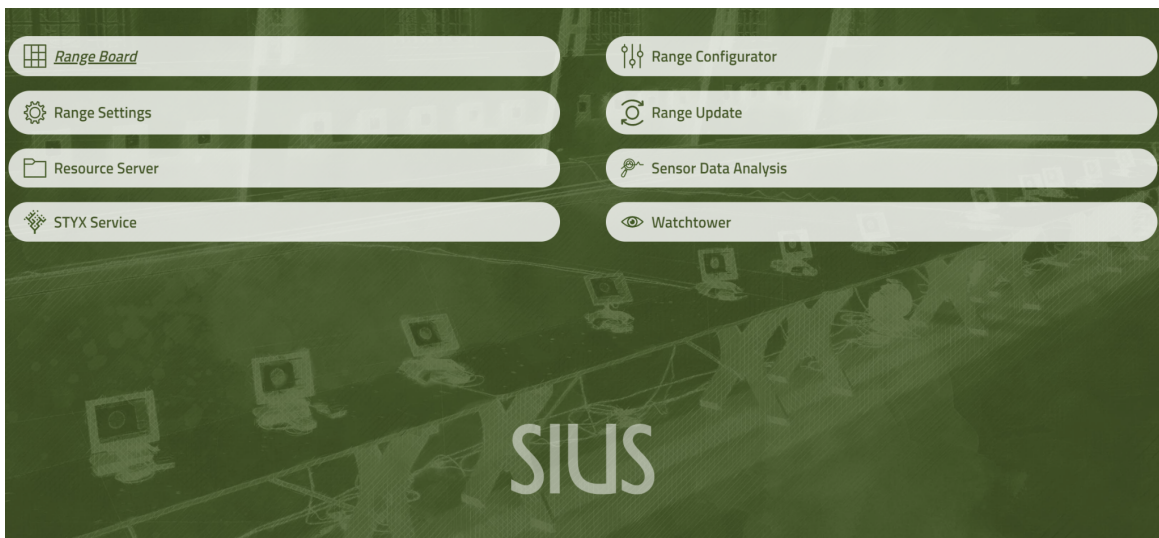 Range Board
Range Configurator
Range Settings
Range Update
Resource Server
Sensor Data Analysis
STYX Service
Watchtower
SIUS